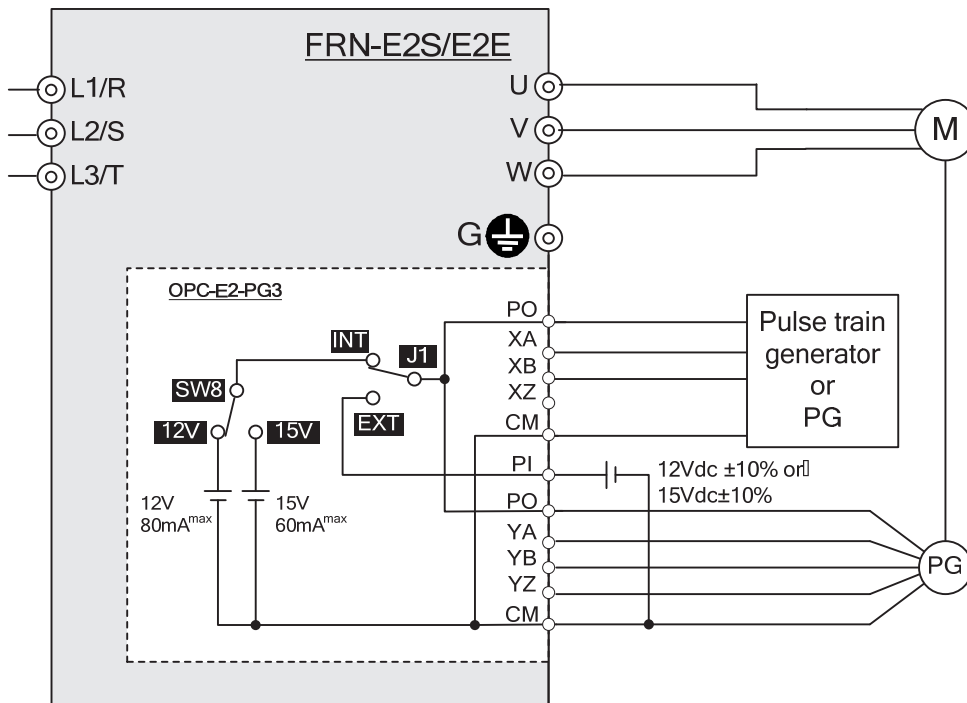 FRN-E2S/E2E
L1/R
L2/S
L3/T
U
V
W
G
M
OPC-E2-PG3
INT
J1
SW8
EXT
12V
15V
12V
80mAmax
15V
60mAmax
PO
XA
XB
XZ
CM
PI
PO
YA
YB
YZ
CM
Pulse train
generator
or
PG
12Vdc ±10% or▯
15Vdc±10%
PG